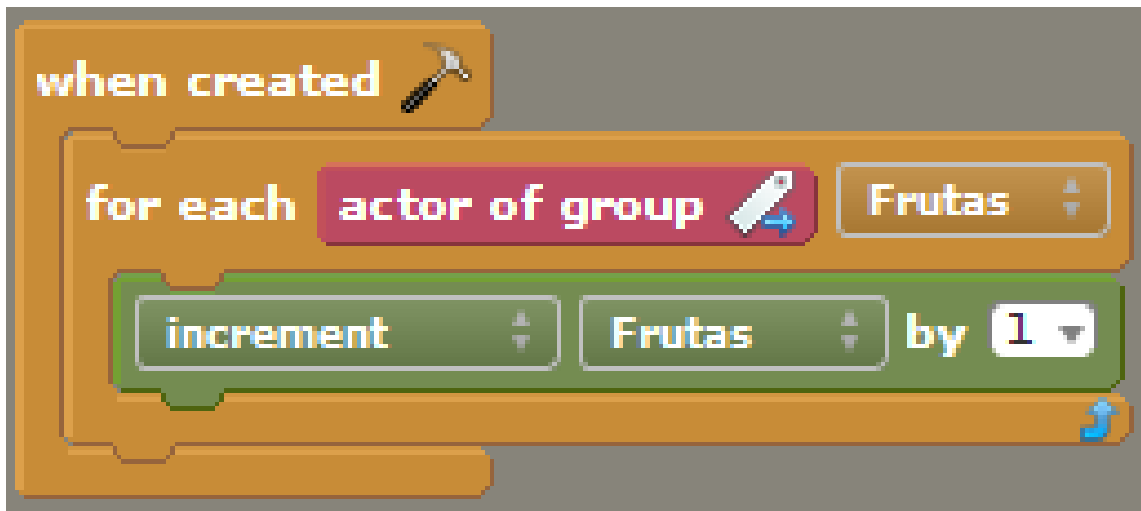 when created
for each actor of group Frutas
increment Frutas by 1